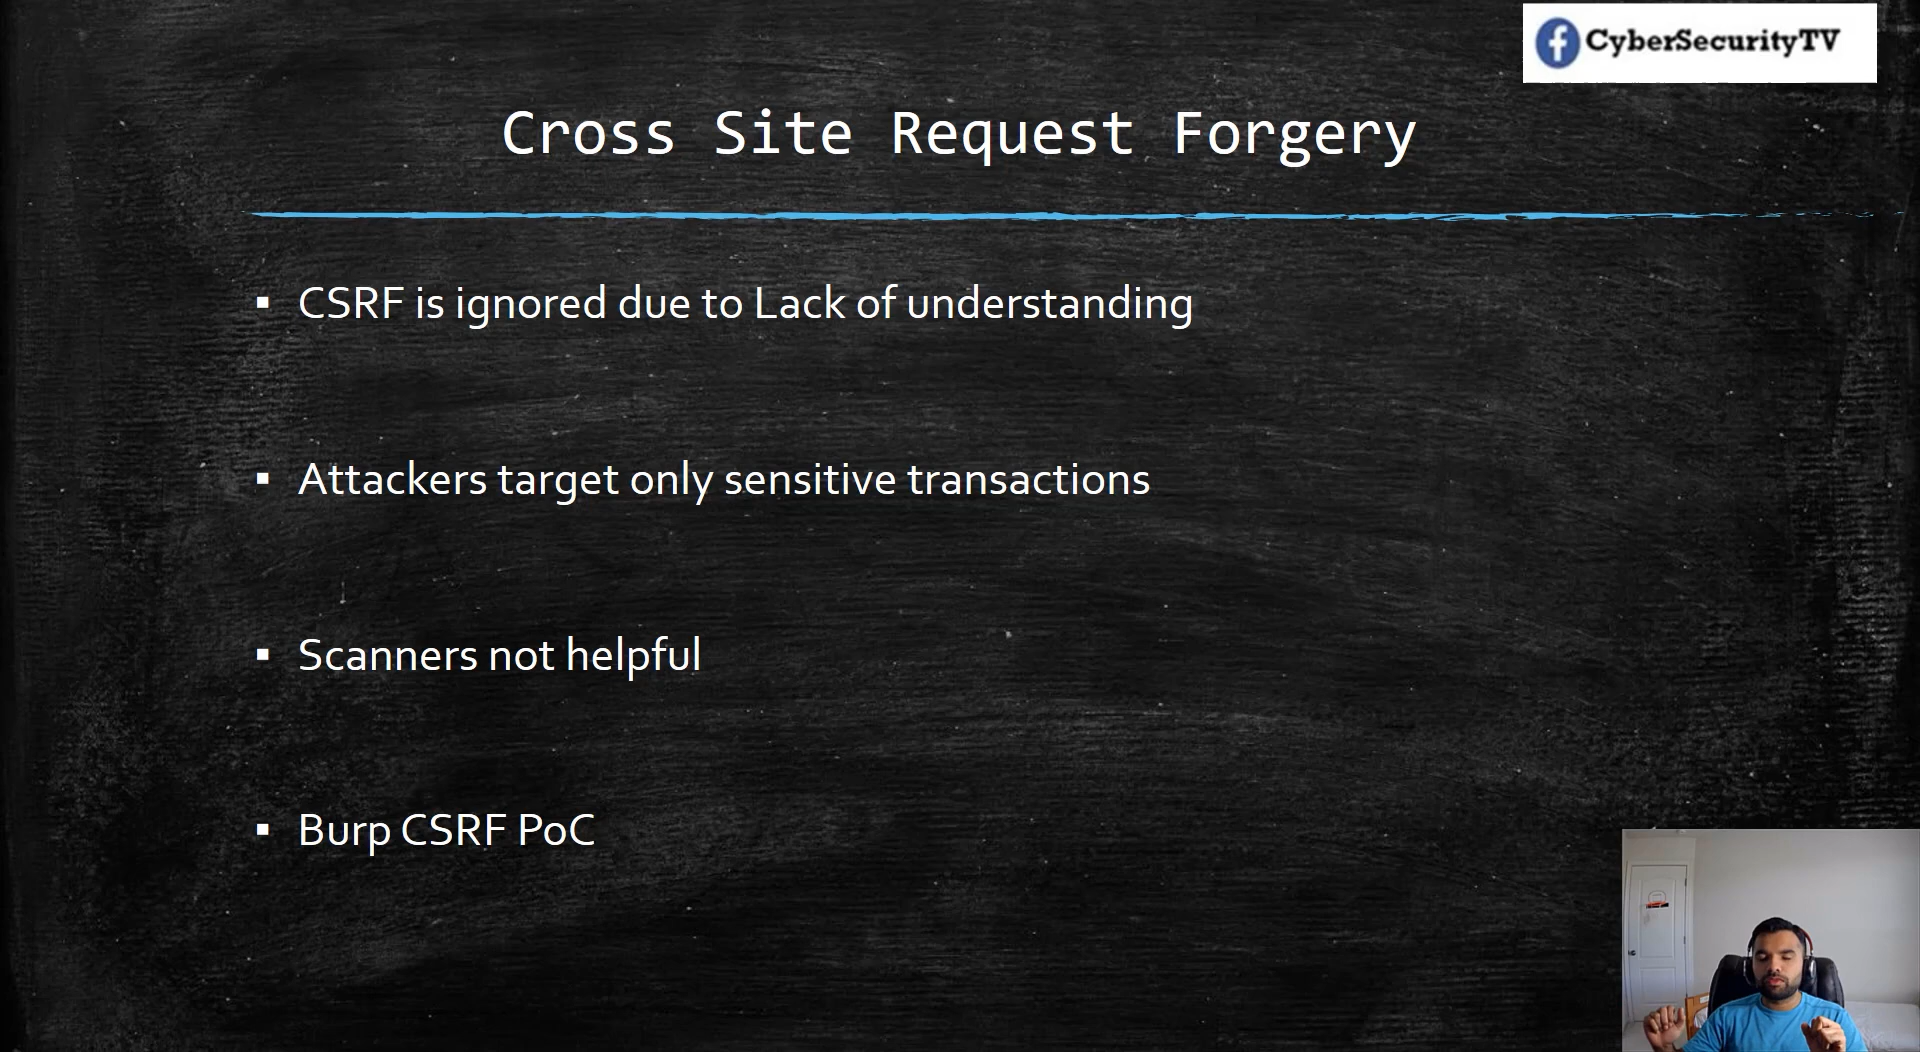 CyberSecurityTV
Cross Site Request Forgery
CSRF is ignored due to Lack of understanding
Attackers target only sensitive transactions
Scanners not helpful
Burp CSRF PoC